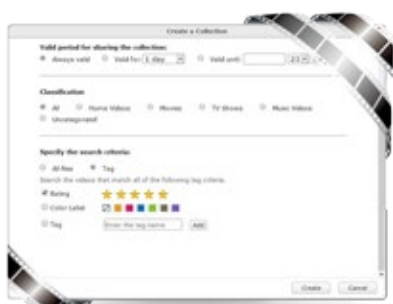 Create a Collection
Valid period for sharing the collection:
Always valid Valid for: 1 day Valid until: 23
Classification
All Home Videos Movies TV Shows Music Videos
Uncategorized
Specify the search criteria:
All files Tag
Search the videos that match all of the following tag criteria.
Rating
Color Label
Tag Enter the tag name Add
Create Cancel